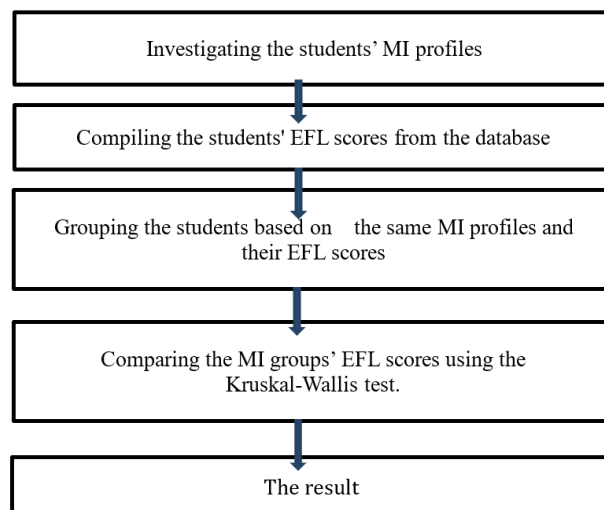 Investigating the students’ MI profiles
Compiling the students' EFL scores from the database
Grouping the students based on the same MI profiles and
their EFL scores
Comparing the MI groups’ EFL scores using the
Kruskal-Wallis test.
The result